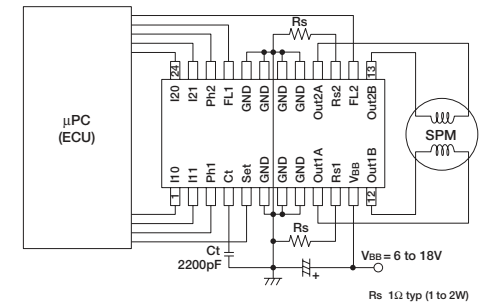 Rs
24
13
I20
I21
Ph2
FL1
GND
GND
GND
GND
Out2A
Rs2
FL2
Out2B
μPC
(ECU)
SPM
I10
I11
Ph1
Ct
Set
GND
GND
GND
Out1A
Rs1
VBB
Out1B
1
12
Rs
Ct
2200pF
+
VBB = 6 to 18V
Rs 1Ω typ (1 to 2W)